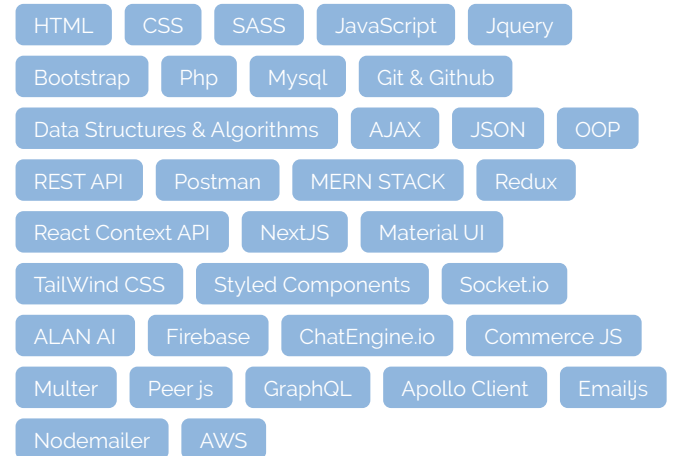 HTML CSS SASS JavaScript Jquery
Bootstrap Php Mysql Git & Github
Data Structures & Algorithms AJAX JSON OOP
REST API Postman MERN STACK Redux
React Context API NextJS Material UI
TailWind CSS Styled Components Socket.io
ALAN AI Firebase ChatEngine.io Commerce JS
Multer Peer js GraphQL Apollo Client Emailjs
Nodemailer AWS